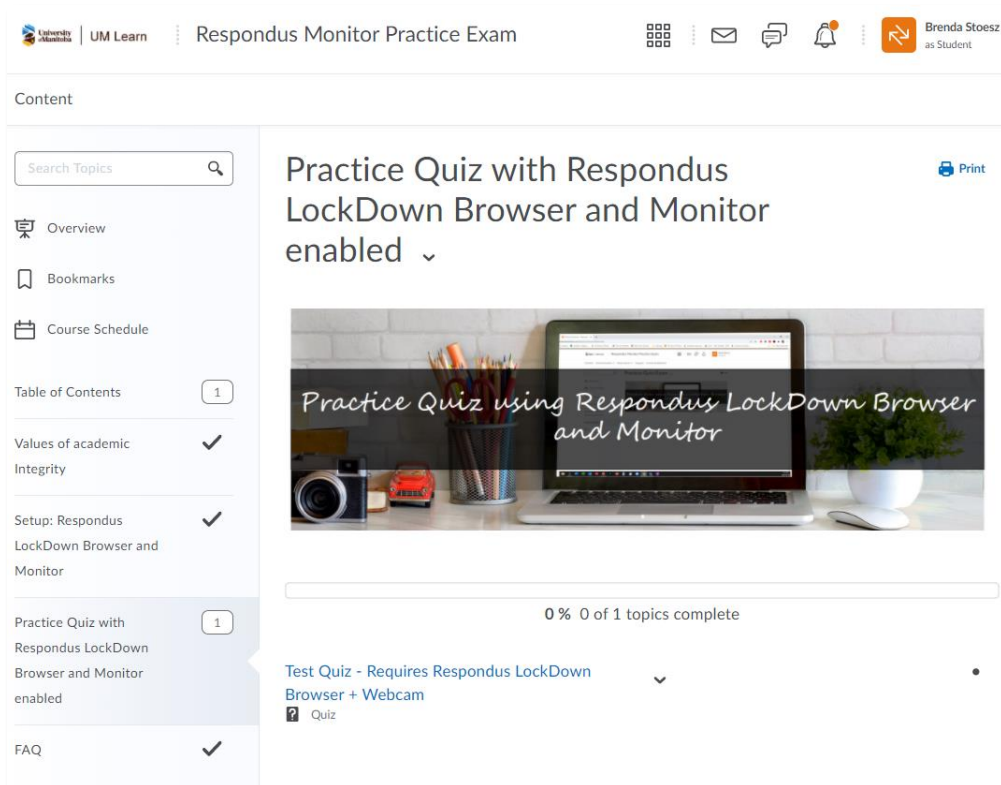 University
of Manitoba
UM Learn
Respondus Monitor Practice Exam
Brenda Stoesz
as Student
Content
Search Topics
Overview
Bookmarks
Course Schedule
Table of Contents
1
Values of academic
Integrity
Setup: Respondus
LockDown Browser and
Monitor
Practice Quiz with
Respondus LockDown
Browser and Monitor
enabled
1
FAQ
Practice Quiz with Respondus
LockDown Browser and Monitor
enabled
Print
Practice Quiz using Respondus LockDown Browser
and Monitor
0 % 0 of 1 topics complete
Test Quiz - Requires Respondus LockDown
Browser + Webcam
Quiz